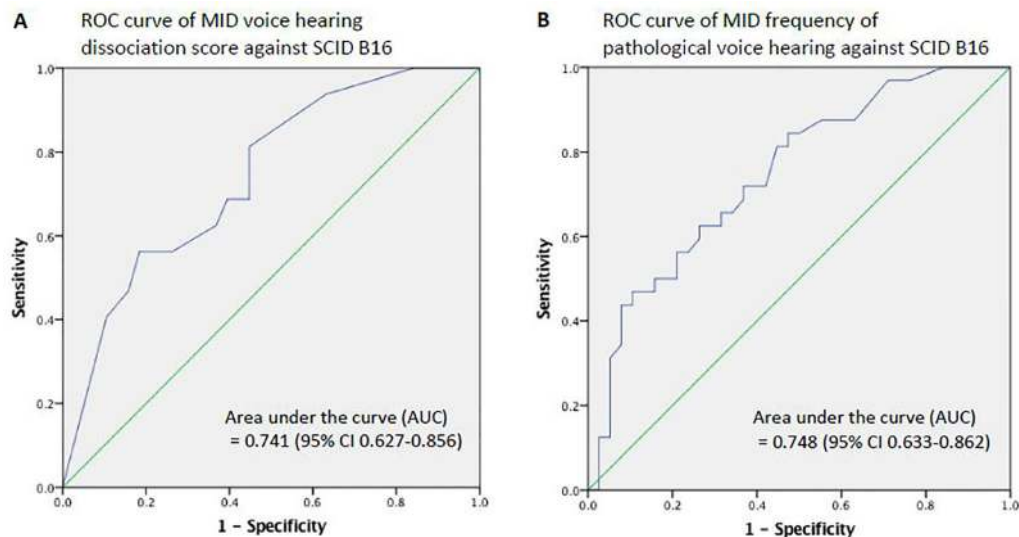 A
ROC curve of MID voice hearing
dissociation score against SCID B16
1.0
0.8
0.6
0.4
0.2
0.0
Sensitivity
0.0 0.2 0.4 0.6 0.8 1.0
1 - Specificity
Area under the curve (AUC)
= 0.741 (95% CI 0.627-0.856)
B
ROC curve of MID frequency of
pathological voice hearing against SCID B16
1.0
0.8
0.6
0.4
0.2
0.0
Sensitivity
0.0 0.2 0.4 0.6 0.8 1.0
1 - Specificity
Area under the curve (AUC)
= 0.748 (95% CI 0.633-0.862)